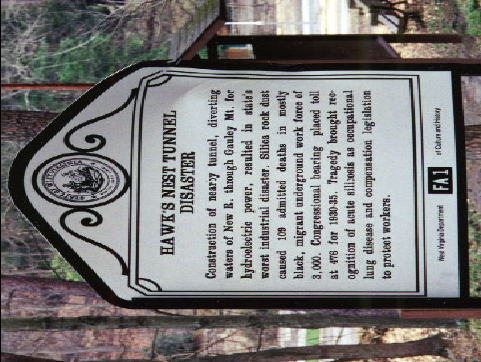 HAWK'S NEST TUNNEL
DISASTER
Construction of nearby tunnel, diverting
waters of New R. through Gauley Mt. for
hydroelectric power, resulted in state's
worst industrial disaster. Silica rock dust
caused 109 admitted deaths in mostly
black, migrant underground work force of
3,000. Congressional hearing placed toll
at 476 for 1930-35. Tragedy brought rec-
ognition of acute silicosis as occupational
lung disease and compensation legislation
to protect workers.
West Virginia Department FA1 of Culture and History